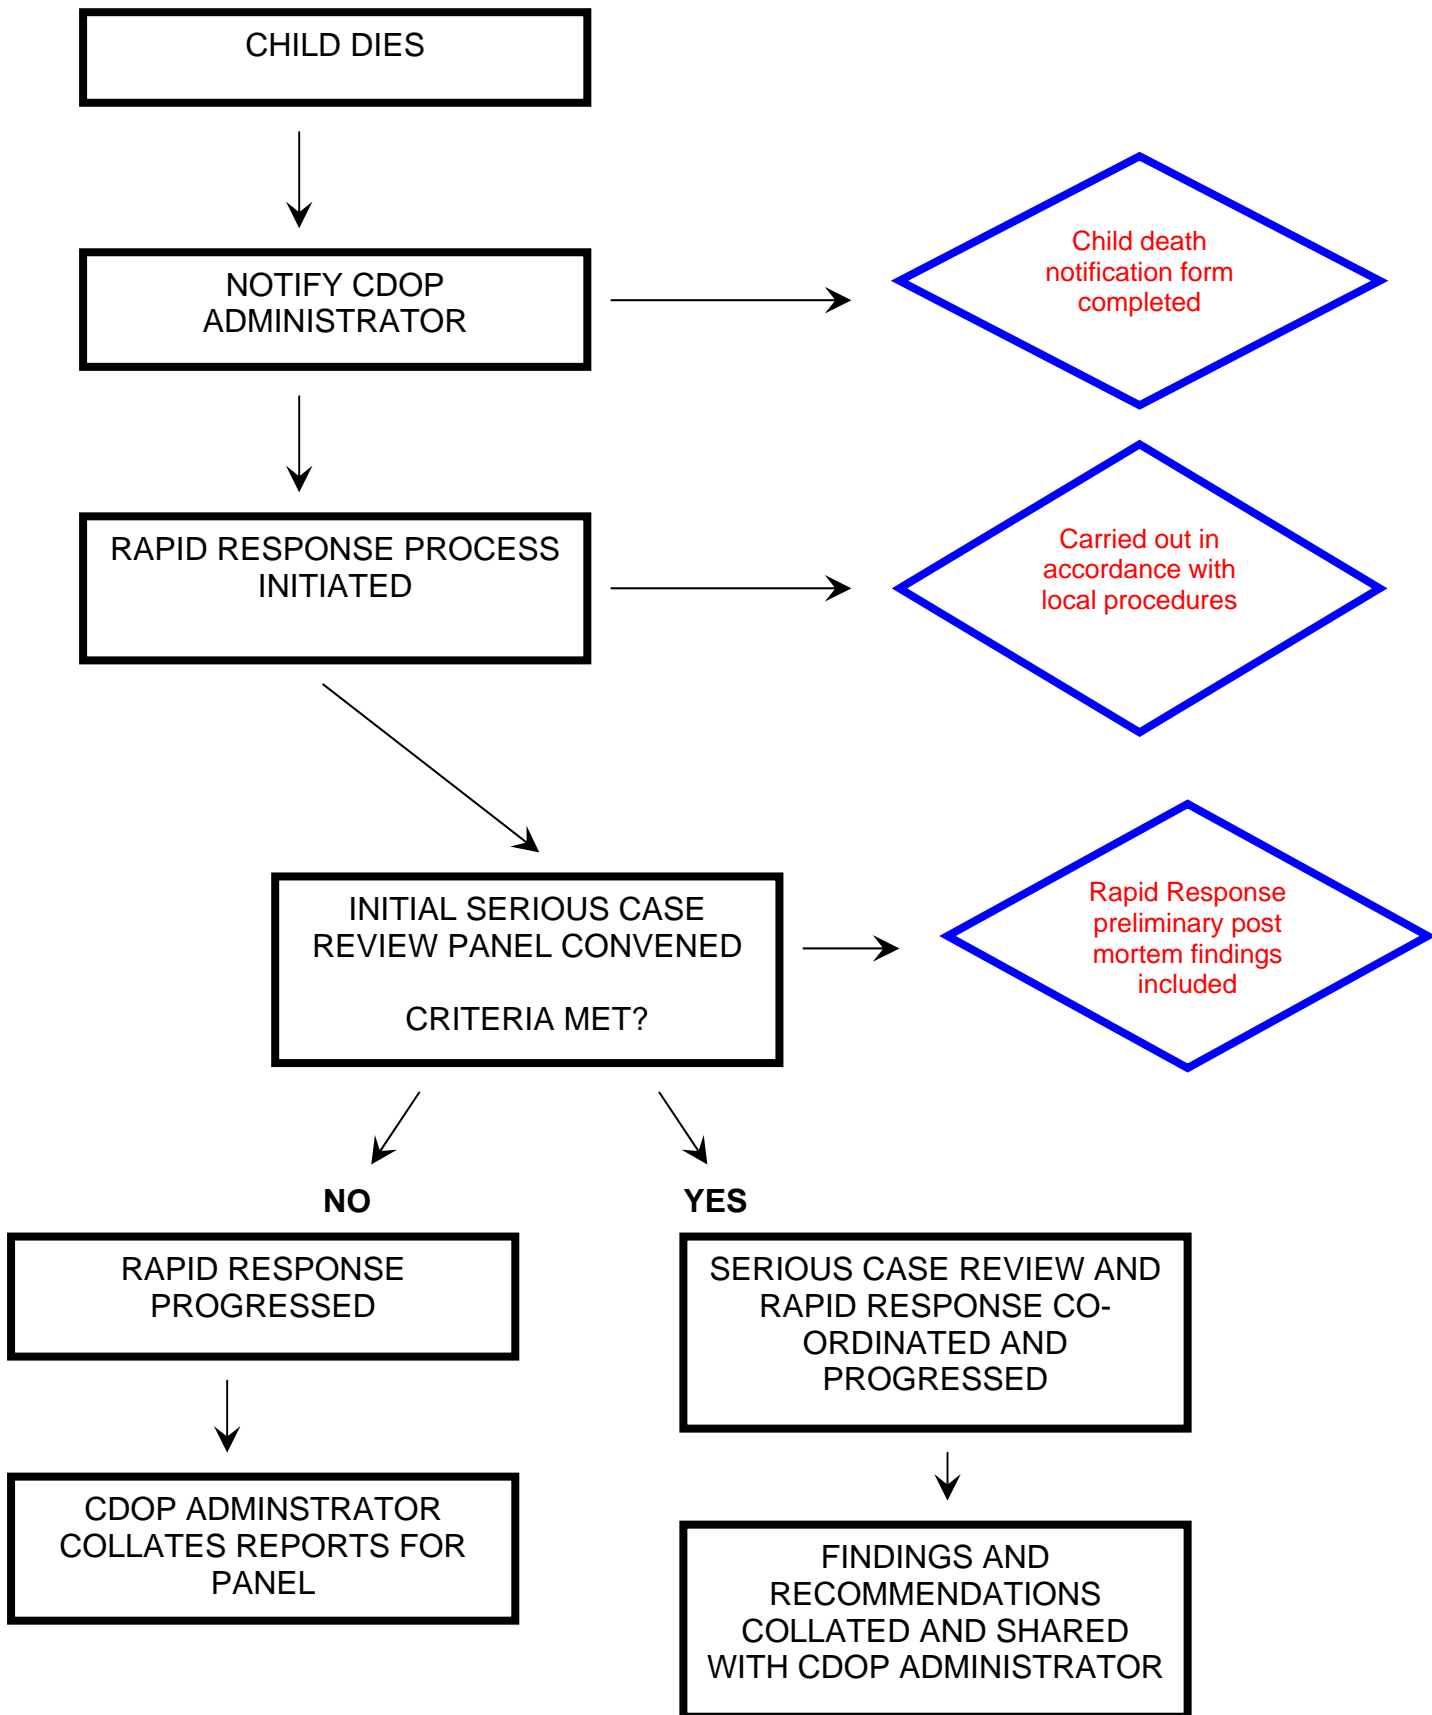 CHILD DIES
NOTIFY CDOP
ADMINISTRATOR
Child death
notification form
completed
RAPID RESPONSE PROCESS
INITIATED
Carried out in
accordance with
local procedures
INITIAL SERIOUS CASE
REVIEW PANEL CONVENED
CRITERIA MET?
Rapid Response
preliminary post
mortem findings
included
NO
YES
RAPID RESPONSE
PROGRESSED
SERIOUS CASE REVIEW AND
RAPID RESPONSE CO-
ORDINATED AND
PROGRESSED
CDOP ADMINSTRATOR
COLLATES REPORTS FOR
PANEL
FINDINGS AND
RECOMMENDATIONS
COLLATED AND SHARED
WITH CDOP ADMINISTRATOR